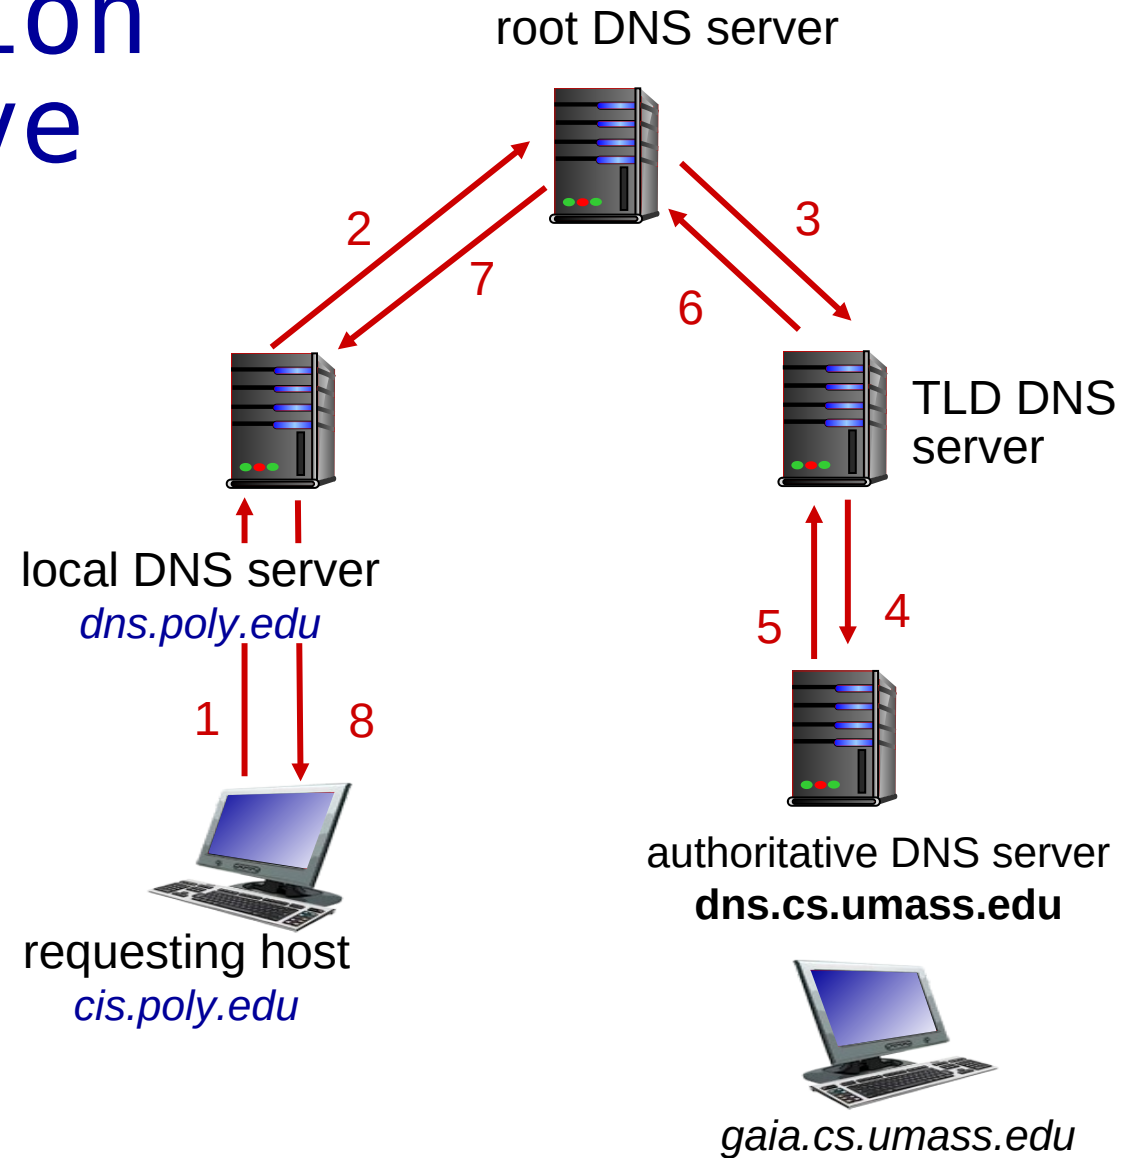 root DNS server
2
3
7
6
TLD DNS
server
local DNS server
dns.poly.edu
5
4
1
8
authoritative DNS server
dns.cs.umass.edu
requesting host
cis.poly.edu
gaia.cs.umass.edu